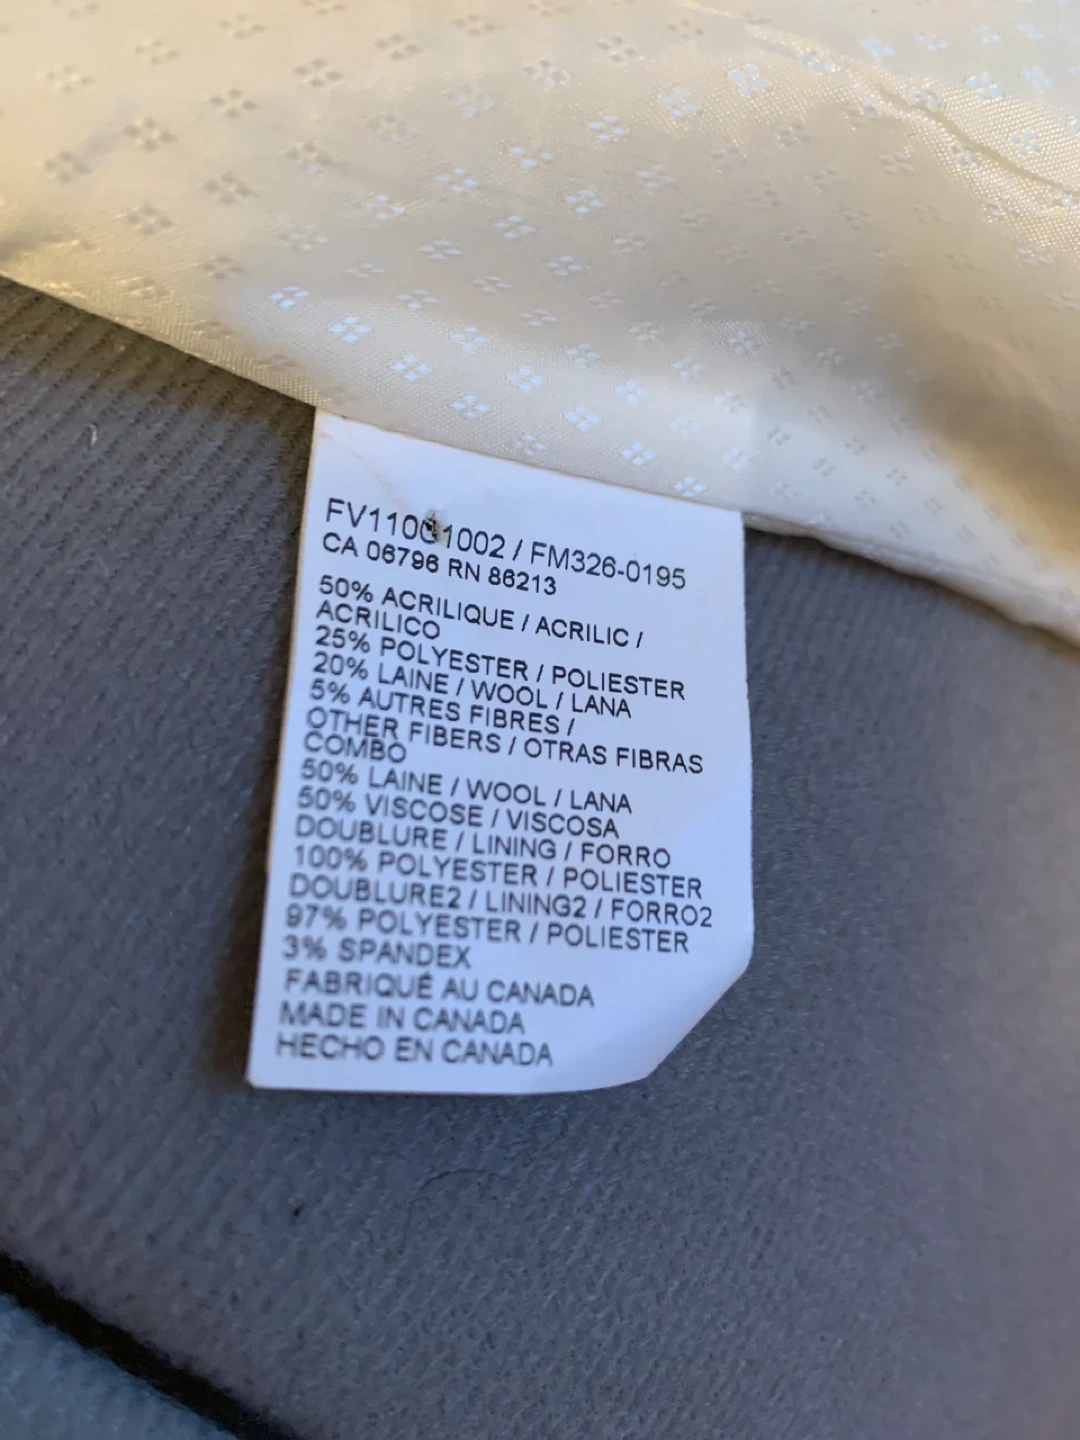 FV11001002 / FM326-0195
CA 06796 RN 86213
50% ACRILIQUE / ACRILIC /
ACRILICO
25% POLYESTER / POLIESTER
20% LAINE / WOOL / LANA
5% AUTRES FIBRES /
OTHER FIBERS / OTRAS FIBRAS
COMBO
50% LAINE / WOOL / LANA
50% VISCOSE / VISCOSA
DOUBLURE / LINING / FORRO
100% POLYESTER / POLIESTER
DOUBLURE2 / LINING2 / FORRO2
97% POLYESTER / POLIESTER
3% SPANDEX
FABRIQUÉ AU CANADA
MADE IN CANADA
HECHO EN CANADA